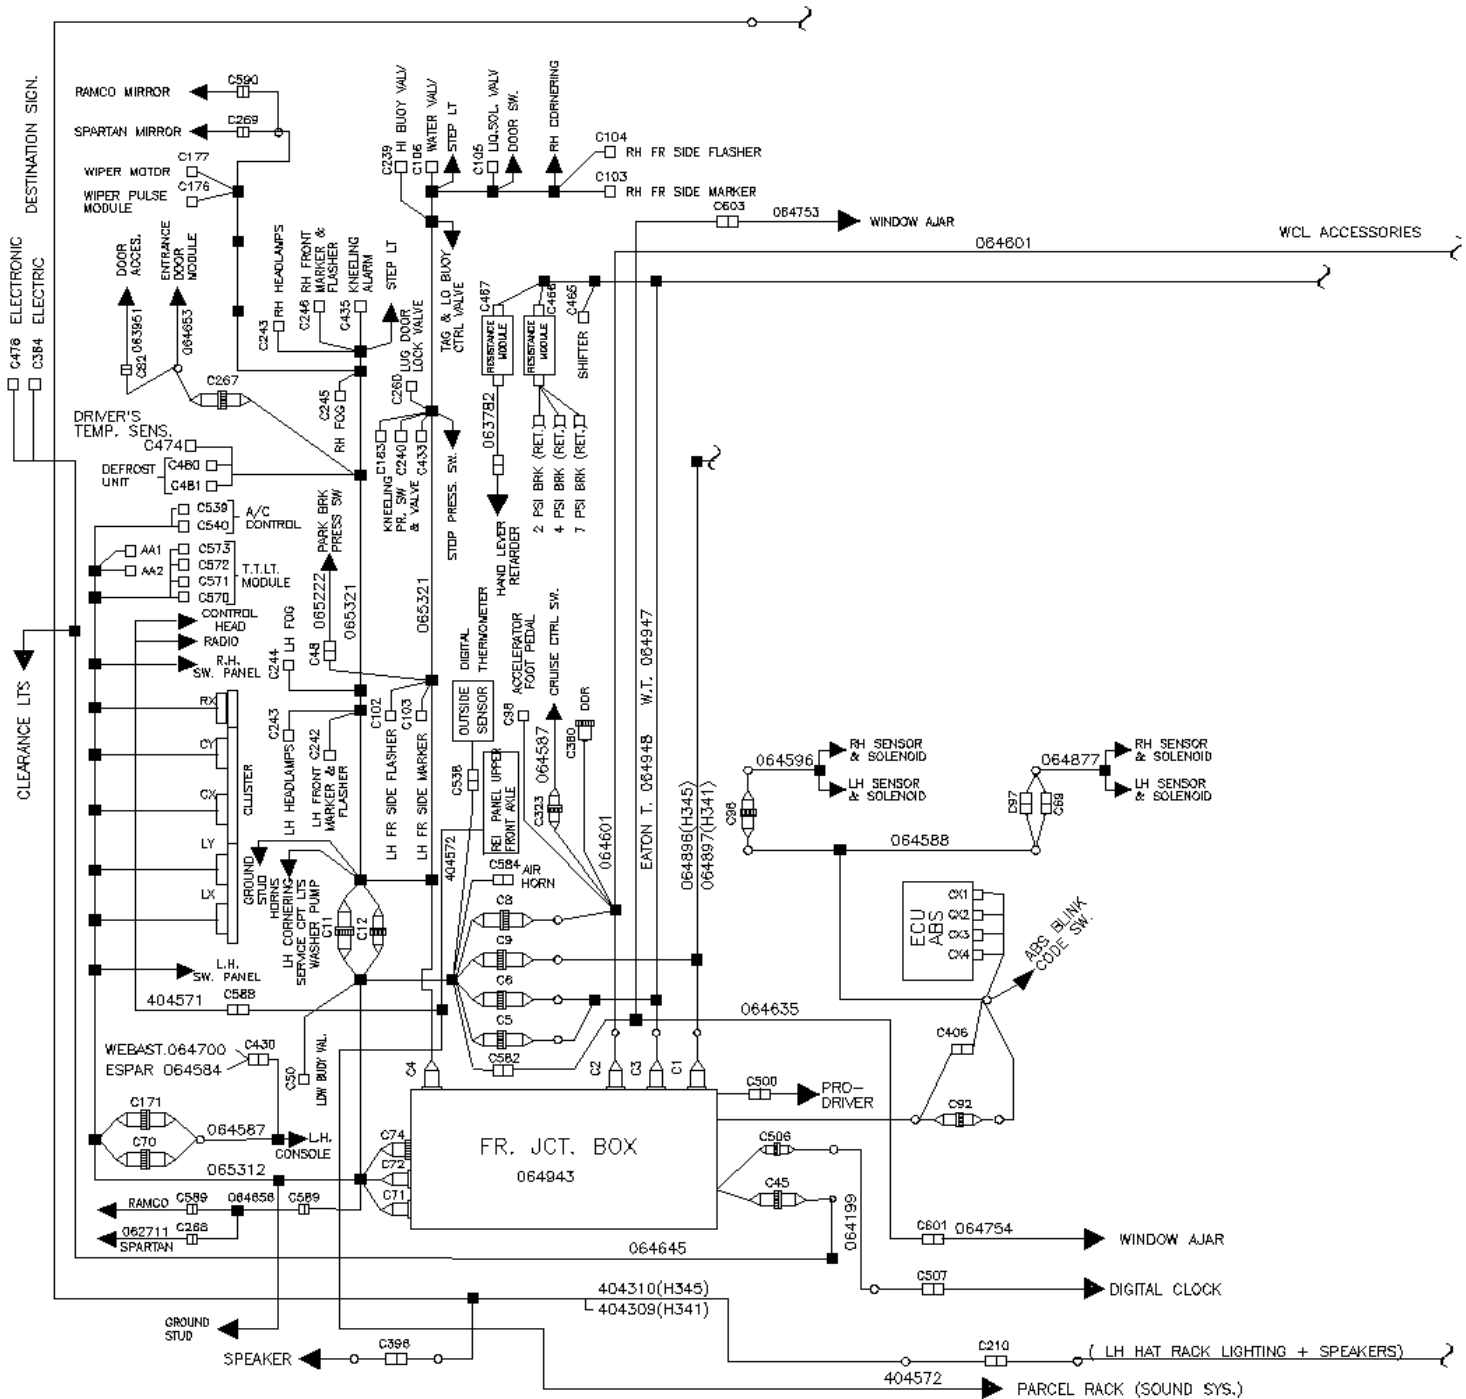 C590
RAMCO MIRROR
C269
SPARTAN MIRROR
C177
WIPER MOTOR
C176
WIPER PULSE
MODULE
DESTINATION SIGN.
C476 ELECTRONIC
C364 ELECTRIC
DOOR
ACCES.
ENTRANCE
DOOR
MODULE
063951
C82
064653
C267
DRIVER'S
TEMP. SENS.
C474
DEFROST
UNIT
C480
C481
C243
RH HEADLAMPS
C246
RH FRONT
MARKER &
FLASHER
C435
KNEELING
ALARM
STEP LT
C245
RH FOG
C239
HI BUOY VALV
C106
WATER VALV
STEP LT
C105
LIQ.SOL. VALV
DOOR SW.
RH CORNERING
C104
RH FR SIDE FLASHER
C103
RH FR SIDE MARKER
C603
064753
WINDOW AJAR
064601
WCL ACCESSORIES
TAG & LO BUOY
CTRL VALVE
C260
LUG DOOR
LOCK VALVE
C163
C240
C433
KNEELING
PR. SW
& VALVE
STOP PRESS. SW.
C467
C466
C465
RESISTANCE
MODULE
RESISTANCE
MODULE
SHIFTER
063782
2 PSI BRK (RET.)
4 PSI BRK (RET.)
7 PSI BRK (RET.)
HAND LEVER
RETARDER
C539
C540
A/C
CONTROL
AA1
AA2
C573
C572
C571
C570
T.T.LT.
MODULE
CONTROL
HEAD
RADIO
R.H.
SW. PANEL
CLEARANCE LTS
PARK BRK
PRESS SW
065222
C48
065321
065321
C244
LH FOG
C243
LH HEADLAMPS
C242
LH FRONT
MARKER &
FLASHER
C102
LH FR SIDE FLASHER
C103
LH FR SIDE MARKER
DIGITAL
THERMOMETER
OUTSIDE
SENSOR
C538
REI PANEL UPPER
FRONT AXLE
404572
C98
ACCELERATOR
FOOT PEDAL
CRUISE CTRL SW.
064587
C323
DDR
C380
064601
EATON T. 064948
W.T. 064947
064896(H345)
064897(H341)
RX
CY
CX
LY
LX
CLUSTER
GROUND
STUD
HORNS
LH CORNERING
SERVICE CPT LTS
WASHER PUMP
C11
C12
L.H.
SW. PANEL
404571
C588
C584
AIR
HORN
C8
C9
C6
C5
C582
064596
C96
RH SENSOR
& SOLENOID
LH SENSOR
& SOLENOID
064877
C97
C69
RH SENSOR
& SOLENOID
LH SENSOR
& SOLENOID
064588
ECU
ABS
CX1
CX2
CX3
CX4
ABS BLINK
CODE SW.
064635
C406
C92
WEBAST.064700
ESPAR 064584
C430
C50
LOW BUOY VAL.
C4
C2
C3
C1
C171
C70
064587
L.H.
CONSOLE
065312
C74
C72
C71
FR. JCT. BOX
064943
C500
PRO-
DRIVER
C506
C45
064199
RAMCO
C589
064656
C589
062711
C268
SPARTAN
064645
C601
064754
WINDOW AJAR
C507
DIGITAL CLOCK
404310(H345)
404309(H341)
GROUND
STUD
SPEAKER
C396
C210
( LH HAT RACK LIGHTING + SPEAKERS)
404572
PARCEL RACK (SOUND SYS.)